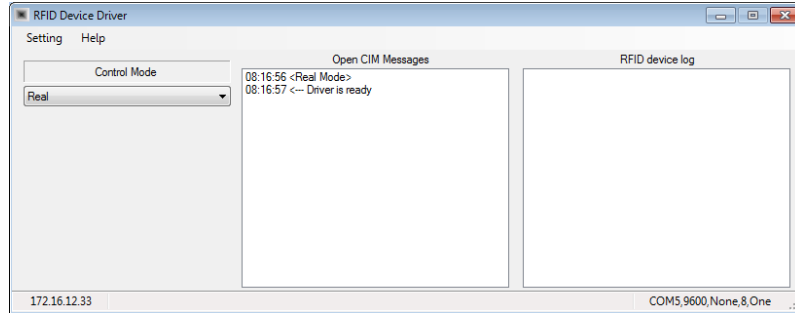 RFID Device Driver
Setting Help
Control Mode
Real
Open CIM Messages
08:16:56 <Real Mode>
08:16:57 <--- Driver is ready
RFID device log
172.16.12.33
COM5,9600,None,8,One